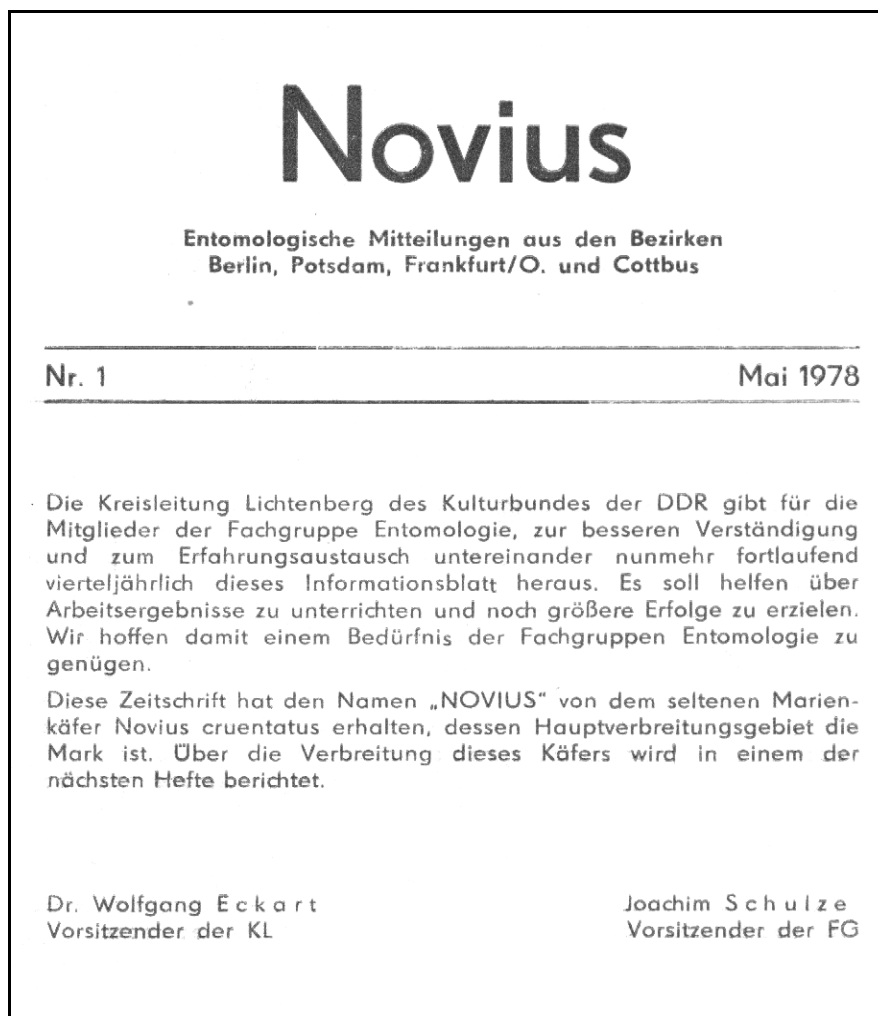 Novius
Entomologische Mitteilungen aus den Bezirken
Berlin, Potsdam, Frankfurt/O. und Cottbus
Nr. 1 Mai 1978
Die Kreisleitung Lichtenberg des Kulturbundes der DDR gibt für die
Mitglieder der Fachgruppe Entomologie, zur besseren Verständigung
und zum Erfahrungsaustausch untereinander nunmehr fortlaufend
vierteljährlich dieses Informationsblatt heraus. Es soll helfen über
Arbeitsergebnisse zu unterrichten und noch größere Erfolge zu erzielen.
Wir hoffen damit einem Bedürfnis der Fachgruppen Entomologie zu
genügen.
Diese Zeitschrift hat den Namen „NOVIUS“ von dem seltenen Marien-
käfer Novius cruentatus erhalten, dessen Hauptverbreitungsgebiet die
Mark ist. Über die Verbreitung dieses Käfers wird in einem der
nächsten Hefte berichtet.
Dr. Wolfgang E c k a r t Joachim S c h u l z e
Vorsitzender der KL Vorsitzender der FG